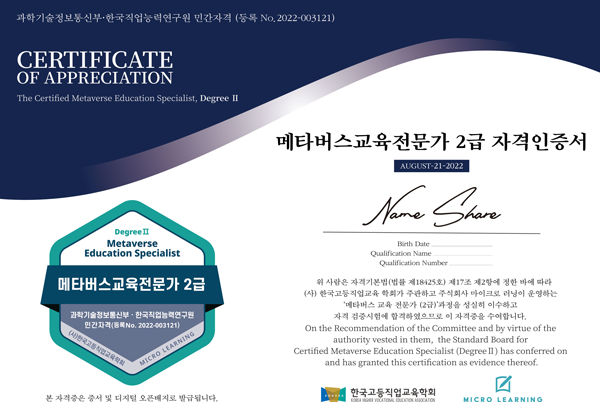 과학기술정보통신부·한국직업능력연구원 민간자격 (등록 No. 2022-003121)
CERTIFICATE
OF APPRECIATION
The Certified Metaverse Education Specialist, Degree Ⅱ
메타버스교육전문가 2급 자격인증서
AUGUST-21-2022
Name Share
Birth Date
Qualification Name
Qualification Number
위 사람은 자격기본법(법률 제18425호) 제17조 제2항에 정한 바에 따라
(사) 한국고등직업교육 학회가 주관하고 주식회사 마이크로 러닝이 운영하는
'메타버스 교육 전문가 (2급)'과정을 성실히 이수하고
자격 검증시험에 합격하였으므로 이 자격증을 수여합니다.
On the Recommendation of the Committee and by virtue of the
authority vested in them, the Standard Board for
Certified Metaverse Education Specialist (Degree Ⅱ) has conferred on
and has granted this certification as evidence thereof.
Degree Ⅱ
Metaverse
Education Specialist
메타버스교육전문가 2급
과학기술정보통신부 · 한국직업능력연구원
민간자격(등록No. 2022-003121)
(사)한국고등직업교육학회
MICRO LEARNING
본 자격증은 증서 및 디지털 오픈배지로 발급됩니다.
한국고등직업교육학회
KOREA HIGHER VOCATIONAL EDUCATION ASSOCIATION
MICRO LEARNING